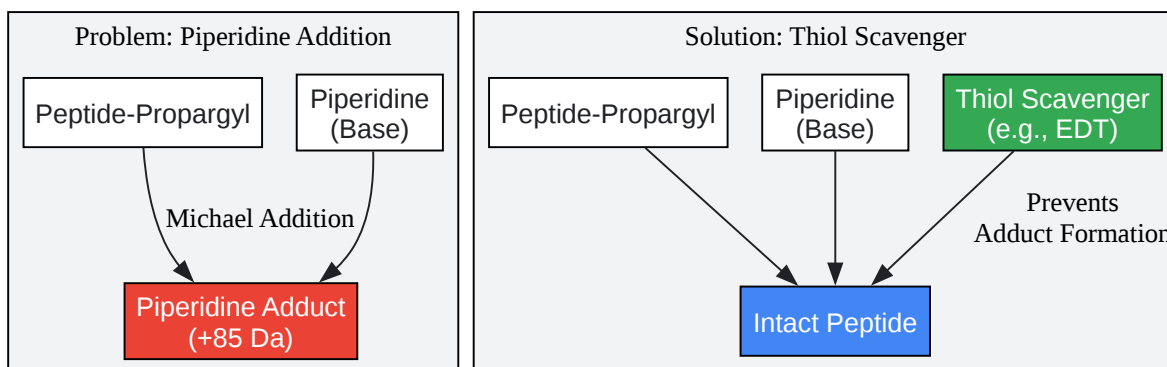 Problem: Piperidine Addition
Peptide-Propargyl
Piperidine
(Base)
Michael Addition
Piperidine Adduct
(+85 Da)
Solution: Thiol Scavenger
Peptide-Propargyl
Piperidine
(Base)
Thiol Scavenger
(e.g., EDT)
Prevents
Adduct Formation
Intact Peptide